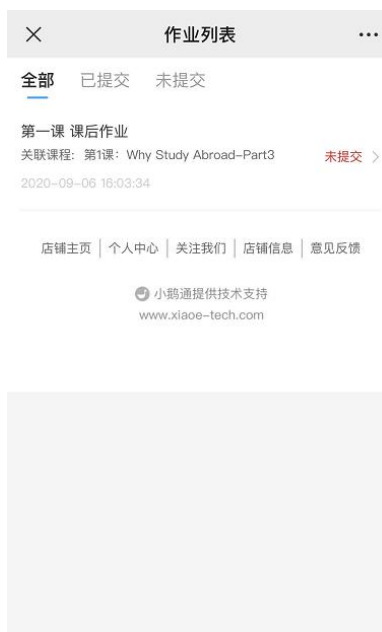 作业列表
全部 已提交 未提交
第一课 课后作业
关联课程: 第1课: Why Study Abroad-Part3 未提交
2020-09-06 16:03:34
店铺主页 | 个人中心 | 关注我们 | 店铺信息 | 意见反馈
小鹅通提供技术支持
www.xiaoe-tech.com